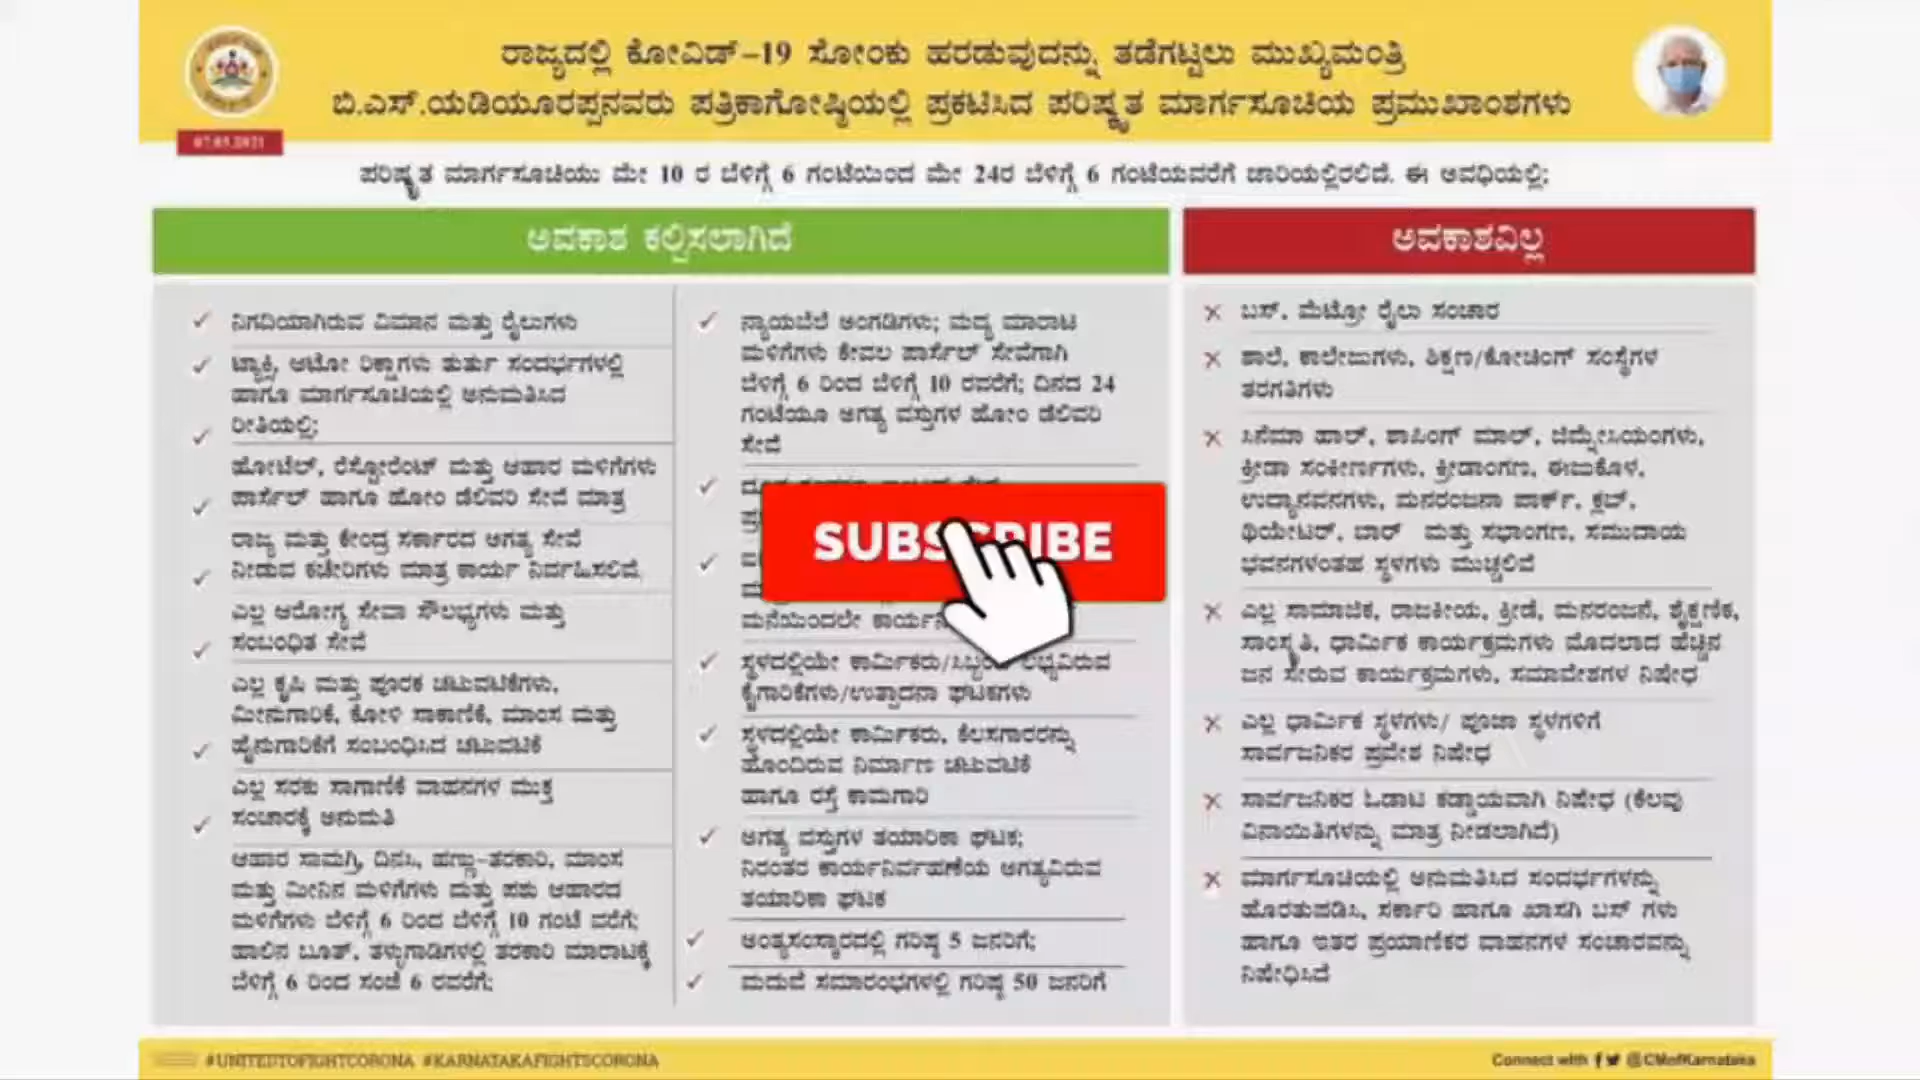 ರಾಜ್ಯದಲ್ಲಿ ಕೋವಿಡ್-19 ಸೋಂಕು ಹರಡುವುದನ್ನು ತಡೆಗಟ್ಟಲು ಮುಖ್ಯಮಂತ್ರಿ
ಬಿ.ಎಸ್.ಯಡಿಯೂರಪ್ಪನವರು ಪತ್ರಿಕಾಗೋಷ್ಠಿಯಲ್ಲಿ ಪ್ರಕಟಿಸಿದ ಪರಿಷ್ಕೃತ ಮಾರ್ಗಸೂಚಿಯ ಪ್ರಮುಖಾಂಶಗಳು
07.05.2021
ಪರಿಷ್ಕೃತ ಮಾರ್ಗಸೂಚಿಯು ಮೇ 10 ರ ಬೆಳಿಗ್ಗೆ 6 ಗಂಟೆಯಿಂದ ಮೇ 24ರ ಬೆಳಿಗ್ಗೆ 6 ಗಂಟೆಯವರೆಗೆ ಜಾರಿಯಲ್ಲಿರಲಿದೆ. ಈ ಅವಧಿಯಲ್ಲಿ:
ಅವಕಾಶ ಕಲ್ಪಿಸಲಾಗಿದೆ
ನಿಗದಿಯಾಗಿರುವ ವಿಮಾನ ಮತ್ತು ರೈಲುಗಳು
ಟ್ಯಾಕ್ಸಿ, ಆಟೋ ರಿಕ್ಷಾಗಳು ತುರ್ತು ಸಂದರ್ಭಗಳಲ್ಲಿ
ಹಾಗೂ ಮಾರ್ಗಸೂಚಿಯಲ್ಲಿ ಅನುಮತಿಸಿದ
ರೀತಿಯಲ್ಲಿ;
ಹೋಟೆಲ್, ರೆಸ್ಟೋರೆಂಟ್ ಮತ್ತು ಆಹಾರ ಮಳಿಗೆಗಳು
ಪಾರ್ಸೆಲ್ ಹಾಗೂ ಹೋಂ ಡೆಲಿವರಿ ಸೇವೆ ಮಾತ್ರ
ರಾಜ್ಯ ಮತ್ತು ಕೇಂದ್ರ ಸರ್ಕಾರದ ಅಗತ್ಯ ಸೇವೆ
ನೀಡುವ ಕಚೇರಿಗಳು ಮಾತ್ರ ಕಾರ್ಯ ನಿರ್ವಹಿಸಲಿವೆ.
ಎಲ್ಲ ಆರೋಗ್ಯ ಸೇವಾ ಸೌಲಭ್ಯಗಳು ಮತ್ತು
ಸಂಬಂಧಿತ ಸೇವೆ
ಎಲ್ಲ ಕೃಷಿ ಮತ್ತು ಪೂರಕ ಚಟುವಟಿಕೆಗಳು,
ಮೀನುಗಾರಿಕೆ, ಕೋಳಿ ಸಾಕಾಣಿಕೆ, ಮಾಂಸ ಮತ್ತು
ಹೈನುಗಾರಿಕೆಗೆ ಸಂಬಂಧಿಸಿದ ಚಟುವಟಿಕೆ
ಎಲ್ಲ ಸರಕು ಸಾಗಾಣಿಕೆ ವಾಹನಗಳ ಮುಕ್ತ
ಸಂಚಾರಕ್ಕೆ ಅನುಮತಿ
ಆಹಾರ ಸಾಮಗ್ರಿ, ದಿನಸಿ, ಹಣ್ಣು-ತರಕಾರಿ, ಮಾಂಸ
ಮತ್ತು ಮೀನಿನ ಮಳಿಗೆಗಳು ಮತ್ತು ಪಶು ಆಹಾರದ
ಮಳಿಗೆಗಳು ಬೆಳಿಗ್ಗೆ 6 ರಿಂದ ಬೆಳಿಗ್ಗೆ 10 ಗಂಟೆ ವರೆಗೆ;
ಹಾಲಿನ ಬೂತ್, ತಳ್ಳುಗಾಡಿಗಳಲ್ಲಿ ತರಕಾರಿ ಮಾರಾಟಕ್ಕೆ
ಬೆಳಿಗ್ಗೆ 6 ರಿಂದ ಸಂಜೆ 6 ರವರೆಗೆ;
ನ್ಯಾಯಬೆಲೆ ಅಂಗಡಿಗಳು; ಮದ್ಯ ಮಾರಾಟ
ಮಳಿಗೆಗಳು ಕೇವಲ ಪಾರ್ಸೆಲ್ ಸೇವೆಗಾಗಿ
ಬೆಳಿಗ್ಗೆ 6 ರಿಂದ ಬೆಳಿಗ್ಗೆ 10 ರವರೆಗೆ; ದಿನದ 24
ಗಂಟೆಯೂ ಅಗತ್ಯ ವಸ್ತುಗಳ ಹೋಂ ಡೆಲಿವರಿ
ಸೇವೆ
SUBSCRIBE
ಮನೆಯಿಂದಲೇ
ಸ್ಥಳದಲ್ಲಿಯೇ ಕಾರ್ಮಿಕರು/ಸಿಬ್ಬಂದಿ ಲಭ್ಯವಿರುವ
ಕೈಗಾರಿಕೆಗಳು/ಉತ್ಪಾದನಾ ಘಟಕಗಳು
ಸ್ಥಳದಲ್ಲಿಯೇ ಕಾರ್ಮಿಕರು, ಕೆಲಸಗಾರರನ್ನು
ಹೊಂದಿರುವ ನಿರ್ಮಾಣ ಚಟುವಟಿಕೆ
ಹಾಗೂ ರಸ್ತೆ ಕಾಮಗಾರಿ
ಅಗತ್ಯ ವಸ್ತುಗಳ ತಯಾರಿಕಾ ಘಟಕ;
ನಿರಂತರ ಕಾರ್ಯನಿರ್ವಹಣೆಯ ಅಗತ್ಯವಿರುವ
ತಯಾರಿಕಾ ಘಟಕ
ಅಂತ್ಯಸಂಸ್ಕಾರದಲ್ಲಿ ಗರಿಷ್ಠ 5 ಜನರಿಗೆ;
ಮದುವೆ ಸಮಾರಂಭಗಳಲ್ಲಿ ಗರಿಷ್ಠ 50 ಜನರಿಗೆ
ಅವಕಾಶವಿಲ್ಲ
ಬಸ್, ಮೆಟ್ರೋ ರೈಲು ಸಂಚಾರ
ಶಾಲೆ, ಕಾಲೇಜುಗಳು, ಶಿಕ್ಷಣ/ಕೋಚಿಂಗ್ ಸಂಸ್ಥೆಗಳ
ತರಗತಿಗಳು
ಸಿನೆಮಾ ಹಾಲ್, ಶಾಪಿಂಗ್ ಮಾಲ್, ಜಿಮ್ನೇಸಿಯಂಗಳು,
ಕ್ರೀಡಾ ಸಂಕೀರ್ಣಗಳು, ಕ್ರೀಡಾಂಗಣ, ಈಜುಕೊಳ,
ಉದ್ಯಾನವನಗಳು, ಮನರಂಜನಾ ಪಾರ್ಕ್, ಕ್ಲಬ್,
ಥಿಯೇಟರ್, ಬಾರ್ ಮತ್ತು ಸಭಾಂಗಣ, ಸಮುದಾಯ
ಭವನಗಳಂತಹ ಸ್ಥಳಗಳು ಮುಚ್ಚಲಿವೆ
ಎಲ್ಲ ಸಾಮಾಜಿಕ, ರಾಜಕೀಯ, ಕ್ರೀಡೆ, ಮನರಂಜನೆ, ಶೈಕ್ಷಣಿಕ,
ಸಾಂಸ್ಕೃತಿ, ಧಾರ್ಮಿಕ ಕಾರ್ಯಕ್ರಮಗಳು ಮೊದಲಾದ ಹೆಚ್ಚಿನ
ಜನ ಸೇರುವ ಕಾರ್ಯಕ್ರಮಗಳು, ಸಮಾವೇಶಗಳ ನಿಷೇಧ
ಎಲ್ಲ ಧಾರ್ಮಿಕ ಸ್ಥಳಗಳು/ ಪೂಜಾ ಸ್ಥಳಗಳಿಗೆ
ಸಾರ್ವಜನಿಕರ ಪ್ರವೇಶ ನಿಷೇಧ
ಸಾರ್ವಜನಿಕರ ಓಡಾಟ ಕಡ್ಡಾಯವಾಗಿ ನಿಷೇಧ (ಕೆಲವು
ವಿನಾಯಿತಿಗಳನ್ನು ಮಾತ್ರ ನೀಡಲಾಗಿದೆ)
ಮಾರ್ಗಸೂಚಿಯಲ್ಲಿ ಅನುಮತಿಸಿದ ಸಂದರ್ಭಗಳನ್ನು
ಹೊರತುಪಡಿಸಿ, ಸರ್ಕಾರಿ ಹಾಗೂ ಖಾಸಗಿ ಬಸ್ ಗಳು
ಹಾಗೂ ಇತರ ಪ್ರಯಾಣಿಕರ ವಾಹನಗಳ ಸಂಚಾರವನ್ನು
ನಿಷೇಧಿಸಿದೆ
#UNITEDTOFIGHTCORONA #KARNATAKAFIGHTSCORONA
Connect with @CMofKarnataka